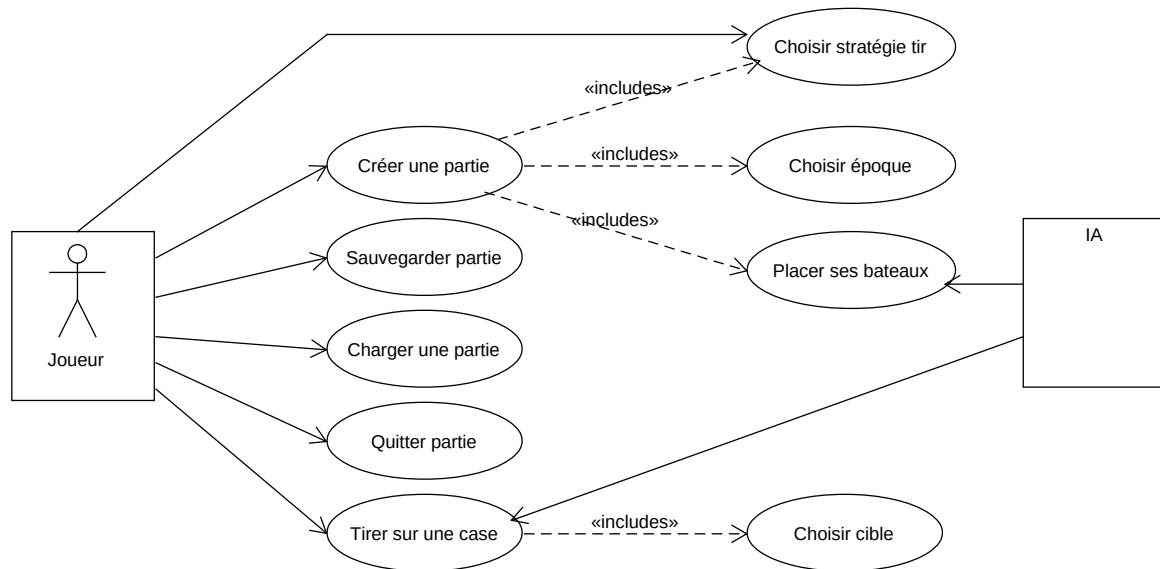 Choisir stratégie tir
«includes»
Créer une partie
«includes»
Choisir époque
«includes»
IA
Sauvegarder partie
Placer ses bateaux
Joueur
Charger une partie
Quitter partie
Tirer sur une case
«includes»
Choisir cible